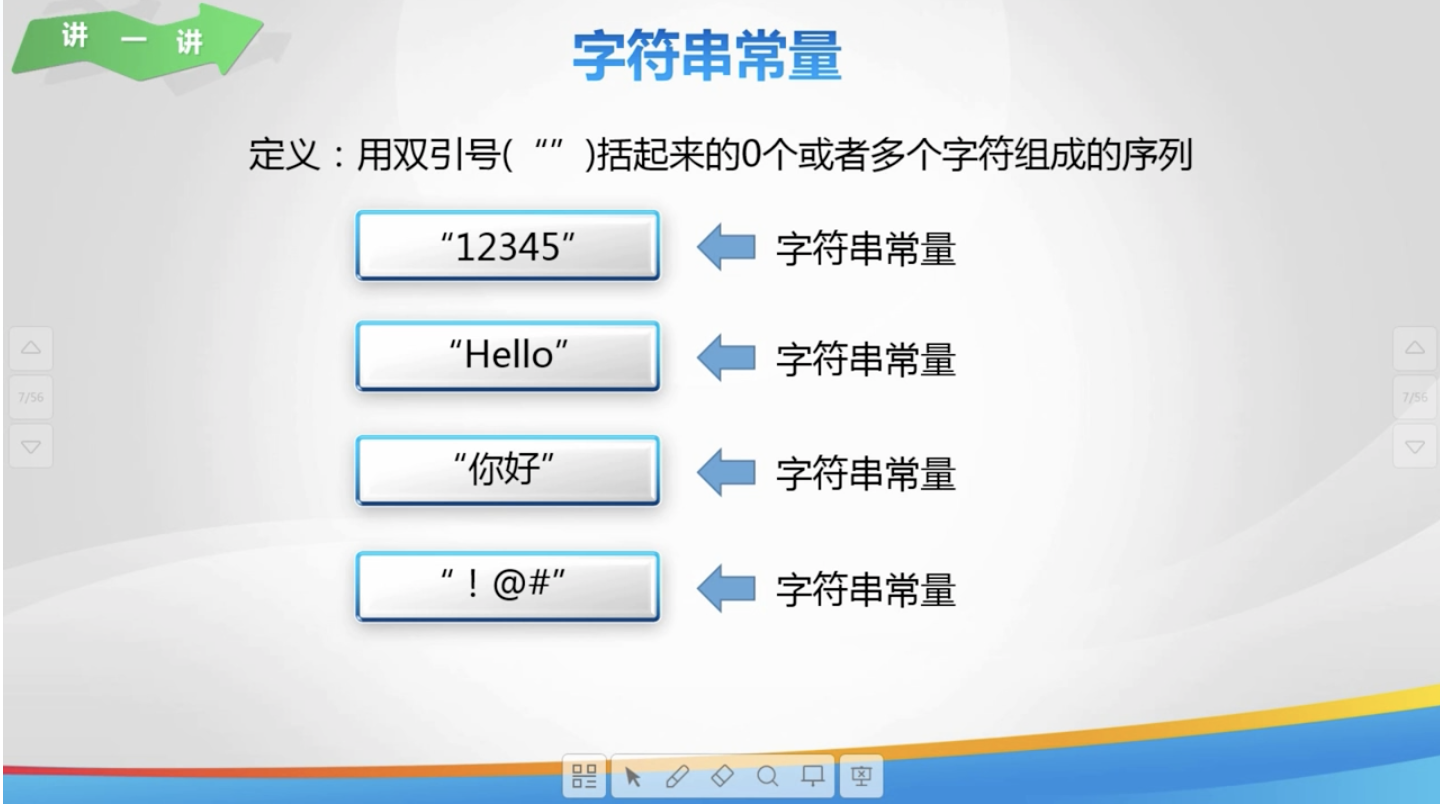 讲一讲
字符串常量
定义：用双引号(“”)括起来的0个或者多个字符组成的序列
“12345” 字符串常量
“Hello” 字符串常量
“你好” 字符串常量
“！@#” 字符串常量
7/56 7/56